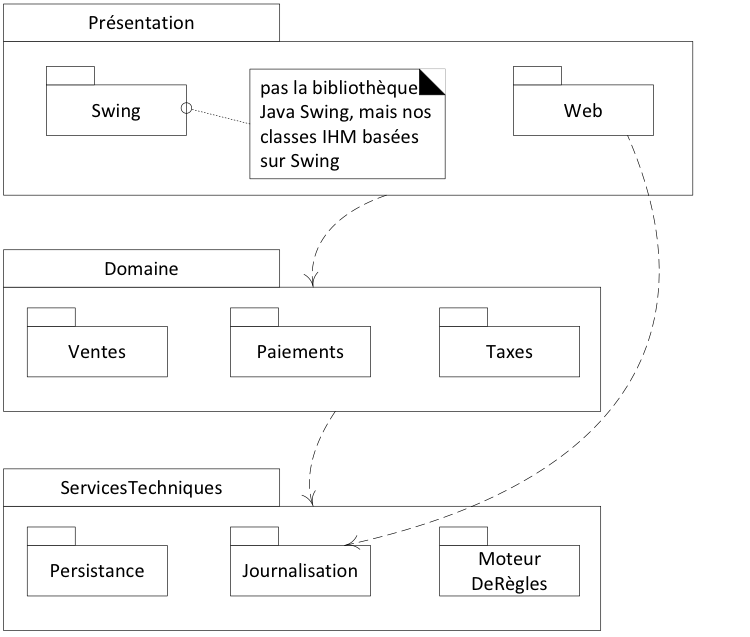 Présentation
Swing
pas la bibliothèque
Java Swing, mais nos
classes IHM basées
sur Swing
Web
Domaine
Ventes
Paiements
Taxes
ServicesTechniques
Persistance
Journalisation
Moteur
DeRègles